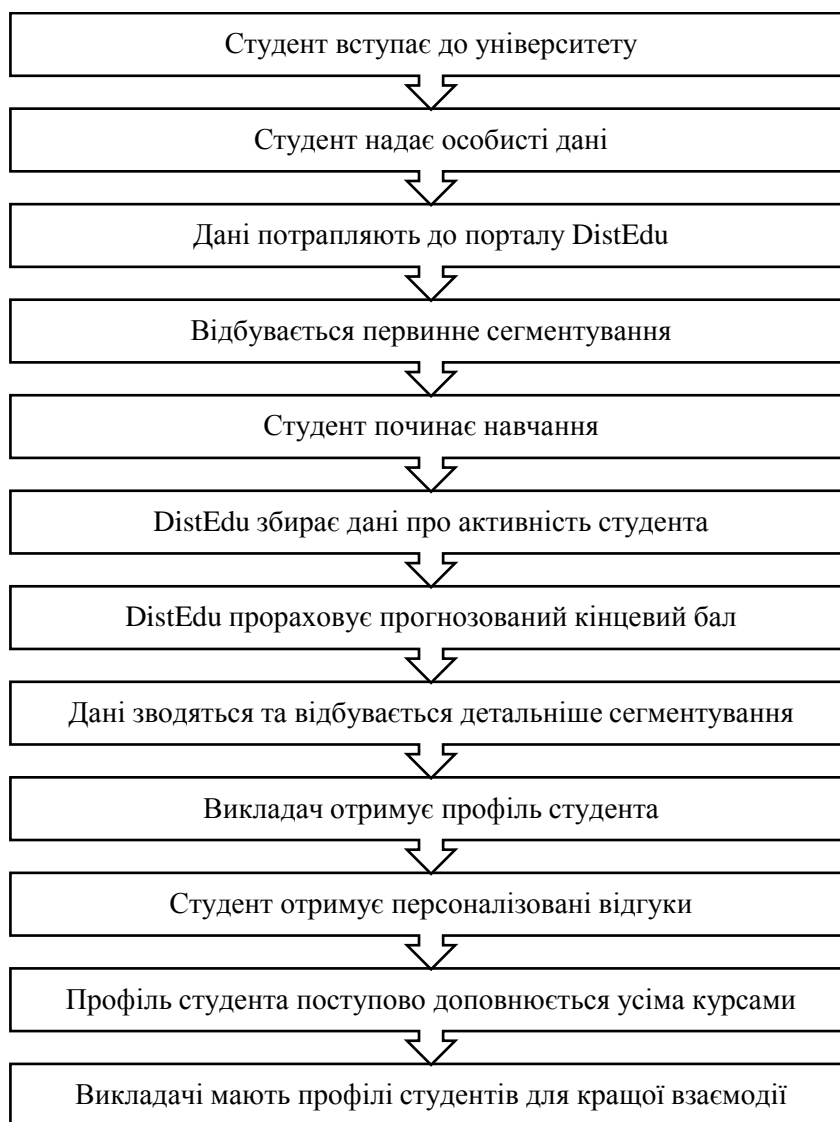 Студент вступає до університету
Студент надає особисті дані
Дані потрапляють до порталу DistEdu
Відбувається первинне сегментування
Студент починає навчання
DistEdu збирає дані про активність студента
DistEdu прораховує прогнозований кінцевий бал
Дані зводяться та відбувається детальніше сегментування
Викладач отримує профіль студента
Студент отримує персоналізовані відгуки
Профіль студента поступово доповнюється усіма курсами
Викладачі мають профілі студентів для кращої взаємодії